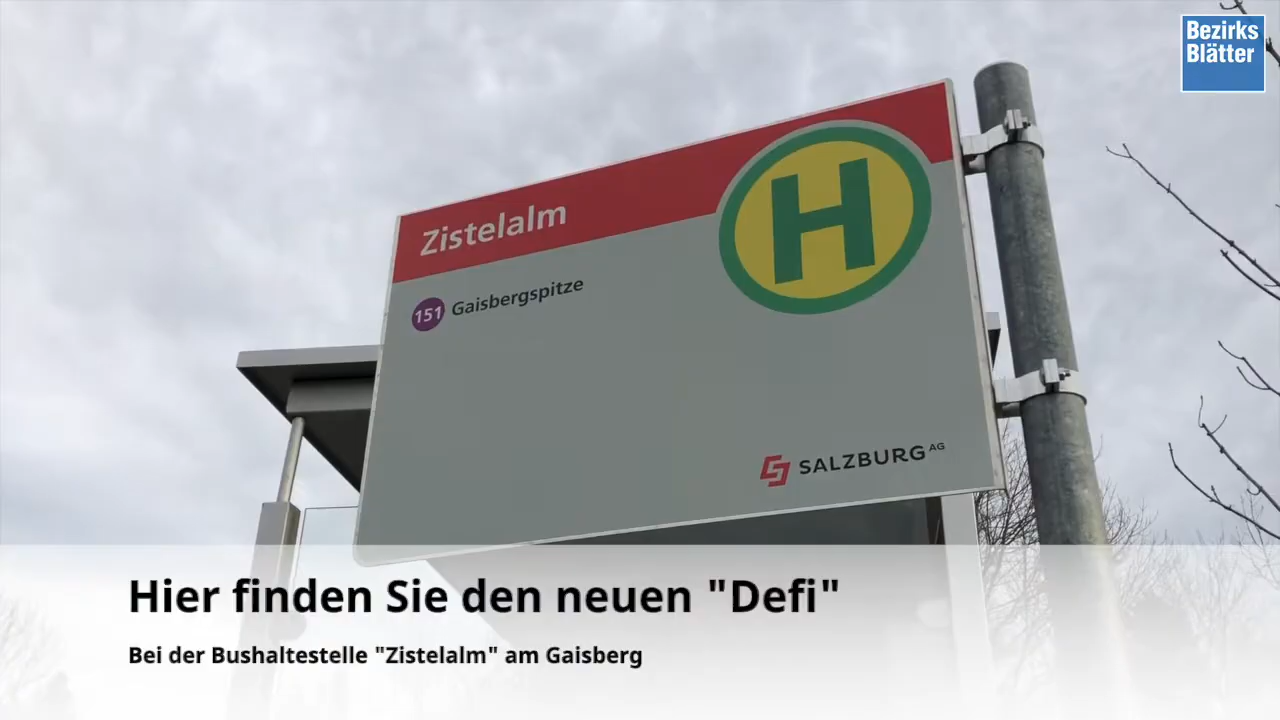 Bezirks
Blätter
Zistelalm
H
151 Gaisbergspitze
SALZBURG AG
Hier finden Sie den neuen "Defi"
Bei der Bushaltestelle "Zistelalm" am Gaisberg